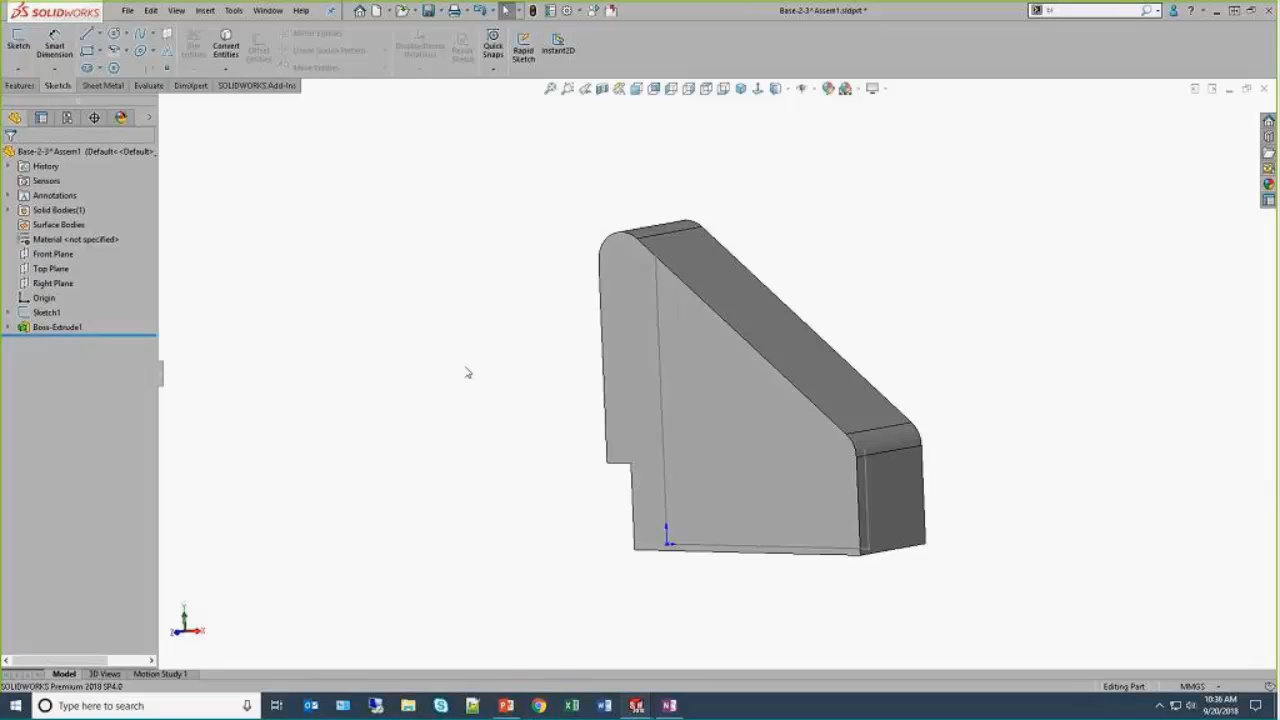 SOLIDWORKS File Edit View Insert Tools Window Help Base-2-3^Assem1.sldprt *
Sketch Smart Dimension Convert Entities Quick Snaps Rapid Sketch Instant2D
Features Sketch Sheet Metal Evaluate DimXpert SOLIDWORKS Add-Ins
Base-2-3^Assem1 (Default<<Default>_
History
Sensors
Annotations
Solid Bodies(1)
Surface Bodies
Material <not specified>
Front Plane
Top Plane
Right Plane
Origin
Sketch1
Boss-Extrude1
Y
Z X
Model 3D Views Motion Study 1
SOLIDWORKS Premium 2018 SP4.0 Editing Part MMGS
Type here to search 10:36 AM
9/20/2018